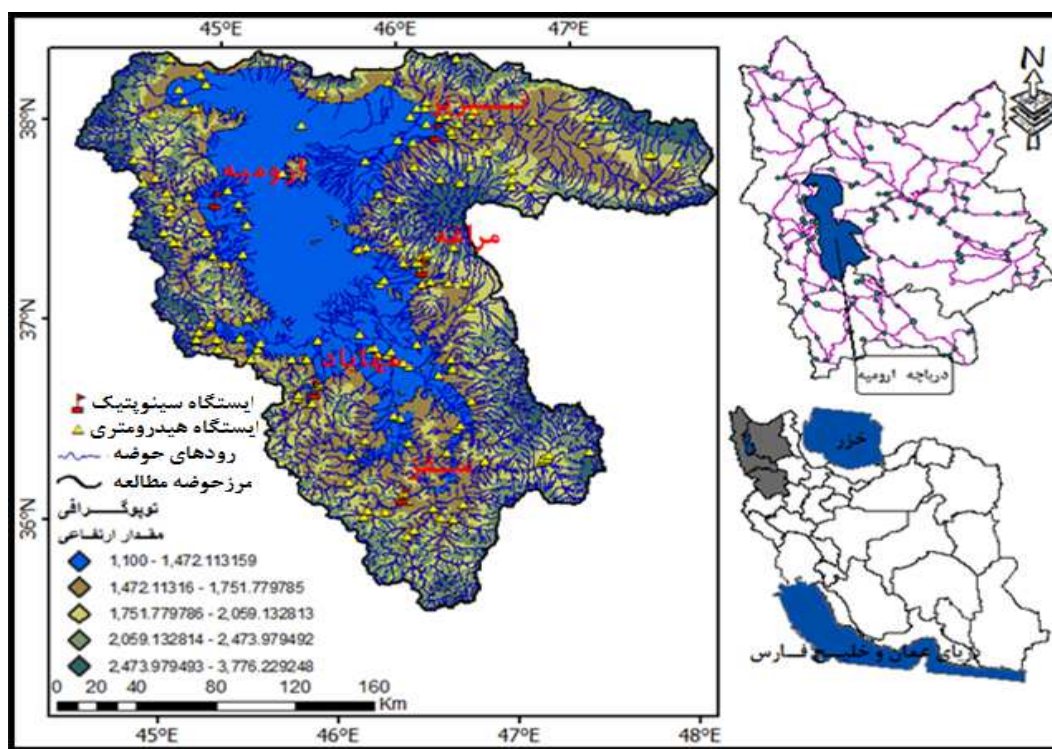 45°E 46°E 47°E
38°N
37°N
36°N
تبریز
ارومیه
مراغه
مهاباد
سقز
ایستگاه سینوپتیک
ایستگاه هیدرومتری
رودهای حوضه
مرزحوضه مطالعه
توپوگرافی
مقدار ارتفاعی
1,100 - 1,472.113159
1,472.11316 - 1,751.779785
1,751.779786 - 2,059.132813
2,059.132814 - 2,473.979492
2,473.979493 - 3,776.229248
0 20 40 80 120 160
Km
45°E 46°E 47°E 48°E
N
دریاچه ارومیه
خزر
دریای عمان و خلیج فارس